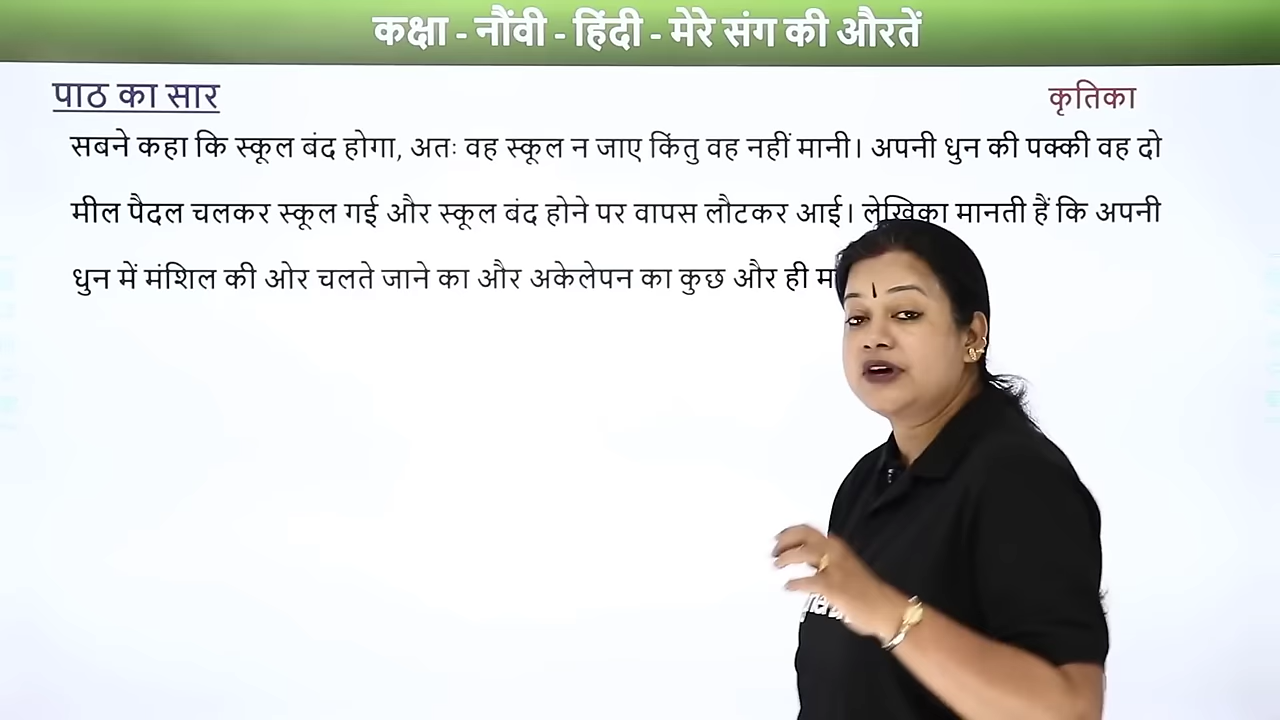 कक्षा - नौंवी - हिंदी - मेरे संग की औरतें
पाठ का सार
कृतिका
सबने कहा कि स्कूल बंद होगा, अतः वह स्कूल न जाए किंतु वह नहीं मानी। अपनी धुन की पक्की वह दो
मील पैदल चलकर स्कूल गई और स्कूल बंद होने पर वापस लौटकर आई। लेखिका मानती हैं कि अपनी
धुन में मंशिल की ओर चलते जाने का और अकेलेपन का कुछ और ही